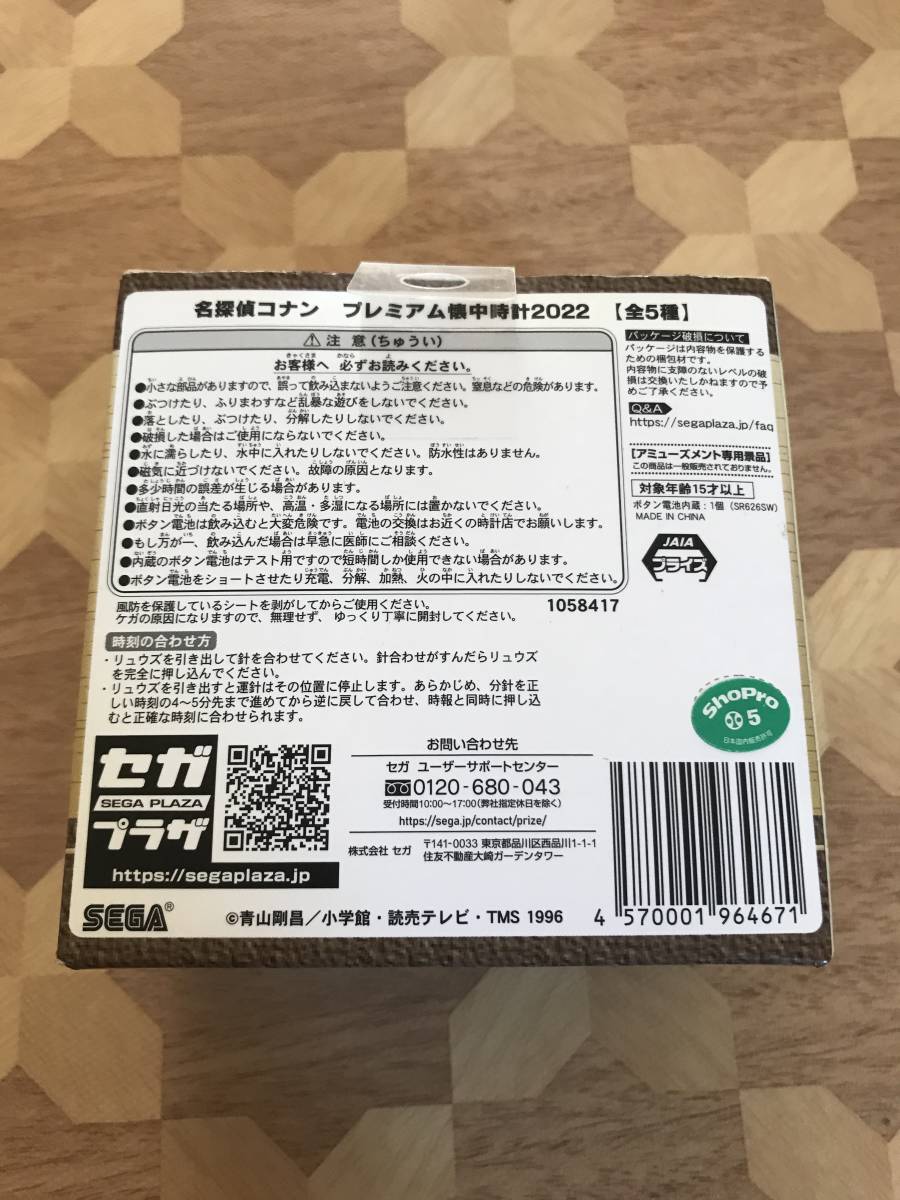 名探偵コナン プレミアム懐中時計2022 【全5種】
⚠ 注 意 (ちゅうい)
お客様へ 必ずお読みください。
●小さな部品がありますので、誤って飲み込まないようご注意ください。窒息などの危険があります。
●ぶつけたり、ふりまわすなど乱暴な遊びをしないでください。
●落としたり、ぶつけたり、分解したりしないでください。
●破損した場合はご使用にならないでください。
●水に濡らしたり、水中に入れたりしないでください。防水性はありません。
●磁気に近づけないでください。故障の原因となります。
●多少時間の誤差が生じる場合があります。
●直射日光の当たる場所や、高温・多湿になる場所には置かないでください。
●ボタン電池は飲み込むと大変危険です。電池の交換はお近くの時計店でお願いします。
●もし万が一、飲み込んだ場合は早急に医師にご相談ください。
●内蔵のボタン電池はテスト用ですので短時間しか使用できない場合があります。
●ボタン電池をショートさせたり充電、分解、加熱、火の中に入れたりしないでください。
風防を保護しているシートを剥がしてからご使用ください。
ケガの原因になりますので、無理せず、ゆっくり丁寧に開封してください。
1058417
時刻の合わせ方
・リュウズを引き出して針を合わせてください。針合わせがすんだらリュウズ
を完全に押し込んでください。
・リュウズを引き出すと運針はその位置に停止します。あらかじめ、分針を正
しい時刻の4〜5分先まで進めてから逆に戻して合わせ、時報と同時に押し込
むと正確な時刻に合わせられます。
パッケージ破損について
パッケージは内容物を保護する
ための梱包材です。
内容物に支障のないレベルの破
損は交換いたしかねますので予
めご了承ください。
Q&A
https://segaplaza.jp/faq
【アミューズメント専用景品】
この商品は一般販売されておりません。
対象年齢15才以上
ボタン電池内蔵:1個 (SR626SW)
MADE IN CHINA
JAIA
プライズ
ShoPro
5
日本国内販売許可
セガ
SEGA PLAZA
プラザ
https://segaplaza.jp
お問い合わせ先
セガ ユーザーサポートセンター
0120-680-043
受付時間10:00〜17:00(弊社指定休日を除く)
https://sega.jp/contact/prize/
株式会社 セガ
〒141-0033 東京都品川区西品川1-1-1
住友不動産大崎ガーデンタワー
SEGA®
©青山剛昌/小学館・読売テレビ・TMS 1996
4 570001 964671